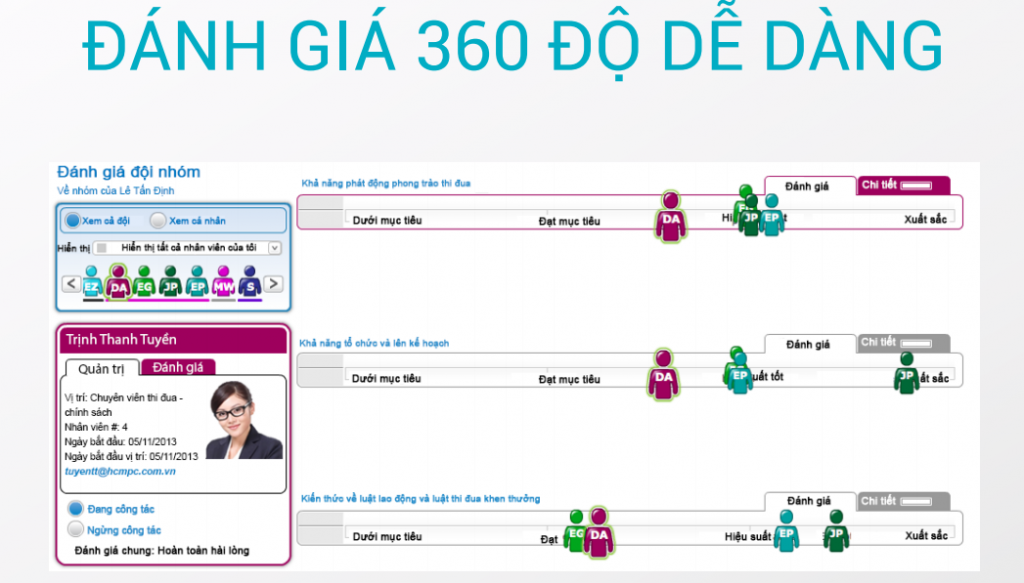 ĐÁNH GIÁ 360 ĐỘ DỄ DÀNG
Đánh giá đội nhóm
Về nhóm của Lê Tấn Định
Xem cả đội Xem cá nhân
Hiển thị Hiển thị tất cả nhân viên của tôi
< EZ DA EG JP EP MW S >
Trịnh Thanh Tuyền
Quản trị Đánh giá
Vị trí: Chuyên viên thi đua -
chính sách
Nhân viên #: 4
Ngày bắt đầu: 05/11/2013
Ngày bắt đầu vị trí: 05/11/2013
tuyentt@hcmpc.com.vn
Đang công tác
Ngừng công tác
Đánh giá chung: Hoàn toàn hài lòng
Khả năng phát động phong trào thi đua
Đánh giá Chi tiết
Dưới mục tiêu Đạt mục tiêu DA Hi JP EP t Xuất sắc
Khả năng tổ chức và lên kế hoạch
Đánh giá Chi tiết
Dưới mục tiêu Đạt mục tiêu DA EP uất tốt JP ất sắc
Kiến thức về luật lao động và luật thi đua khen thưởng
Đánh giá Chi tiết
Dưới mục tiêu Đạt EG DA Hiệu suất EP JP Xuất sắc